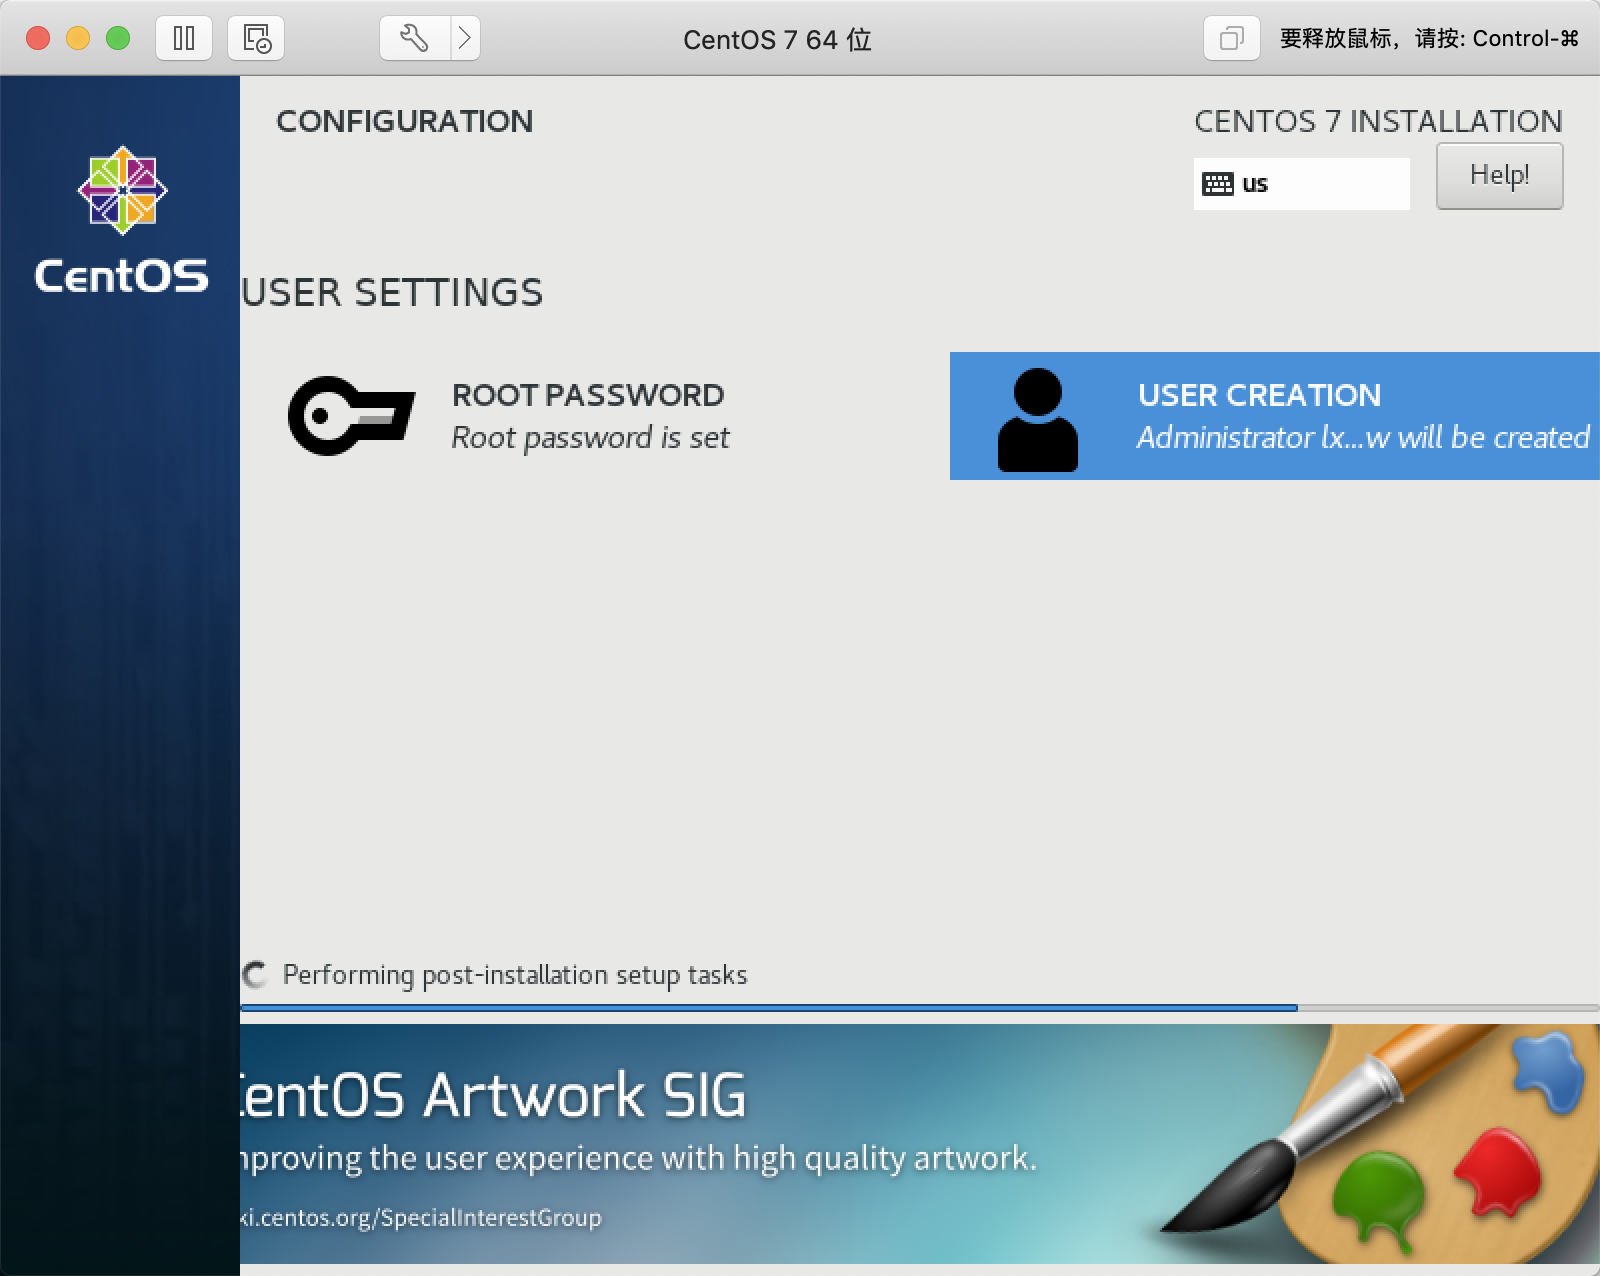 CentOS 7 64 位
要释放鼠标，请按: Control-⌘
CentOS
CONFIGURATION
CENTOS 7 INSTALLATION
us
Help!
USER SETTINGS
ROOT PASSWORD
Root password is set
USER CREATION
Administrator lx...w will be created
Performing post-installation setup tasks
CentOS Artwork SIG
mproving the user experience with high quality artwork.
ki.centos.org/SpecialInterestGroup